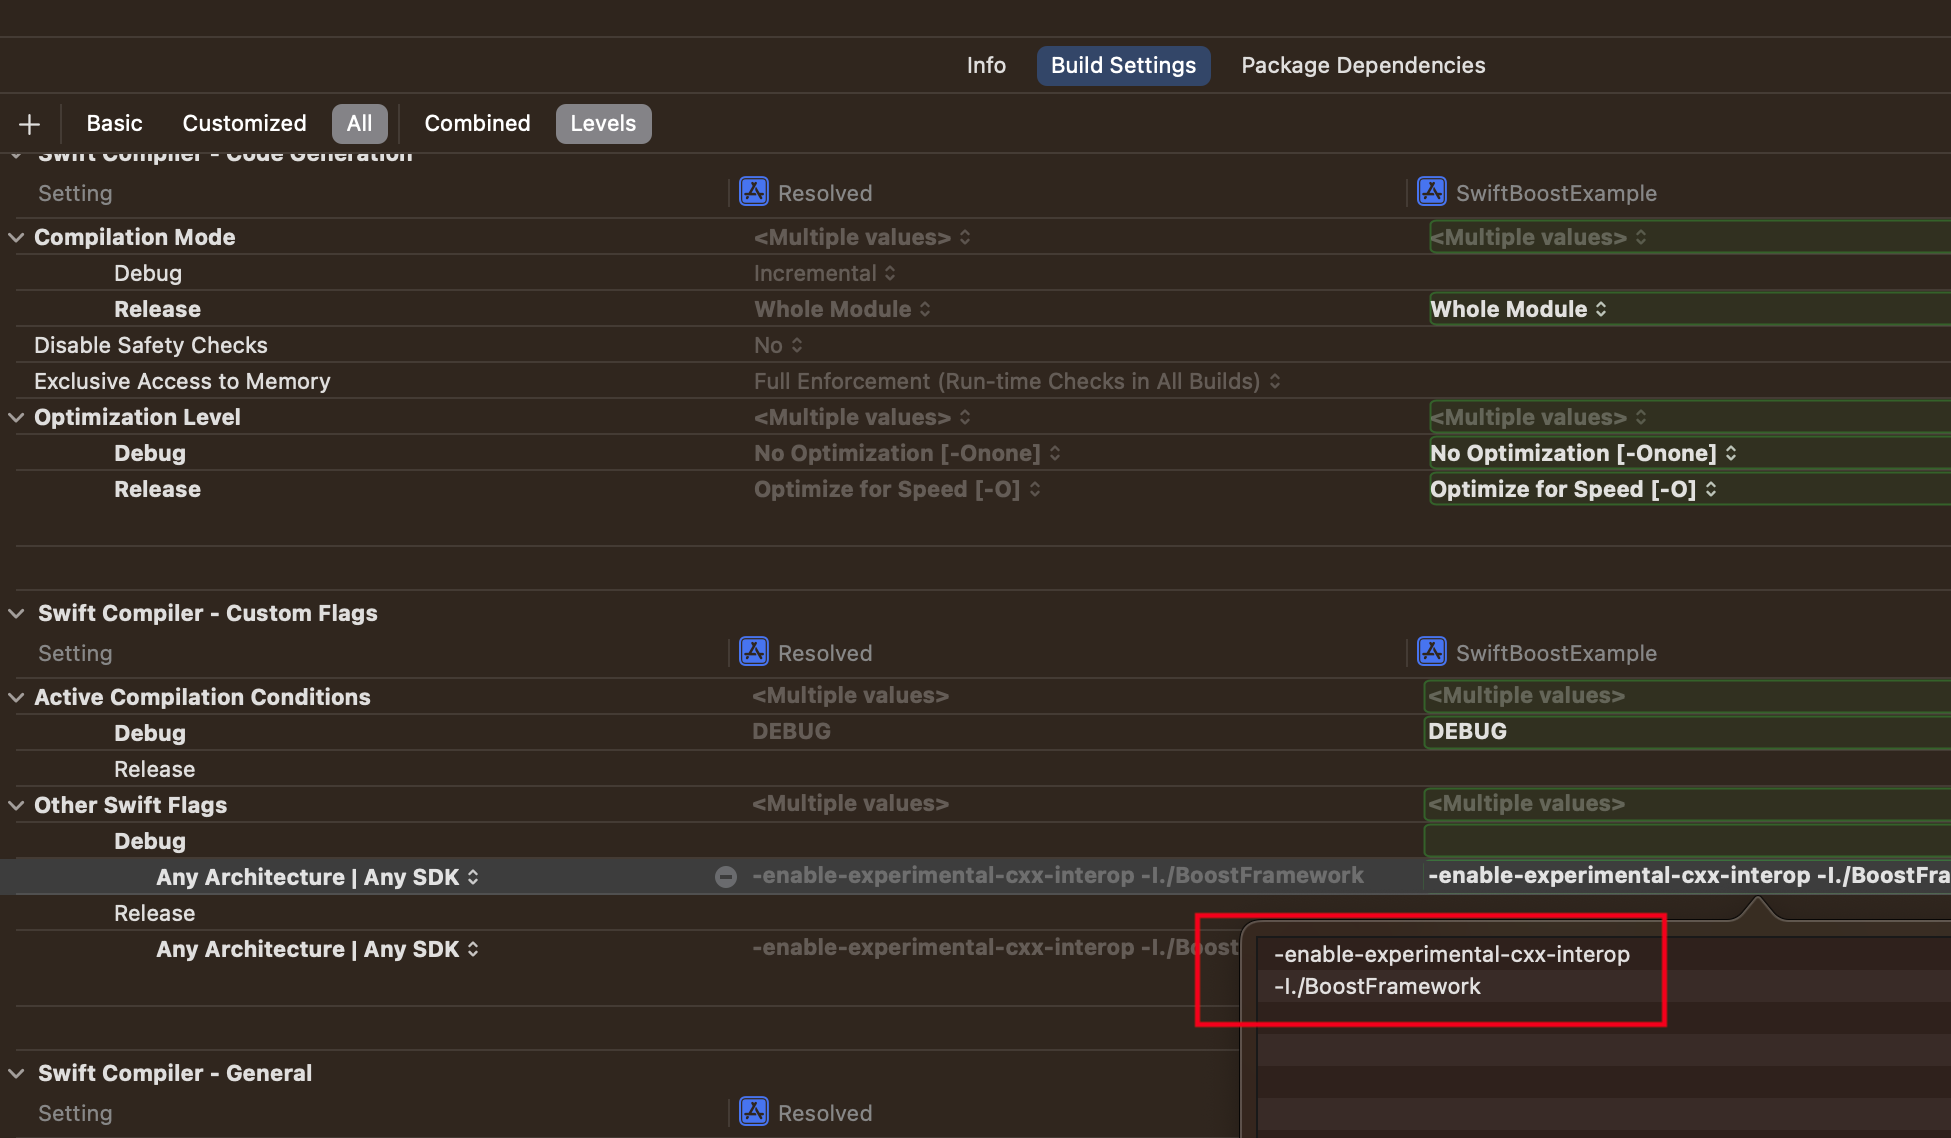 Info Build Settings Package Dependencies
Basic Customized All Combined Levels
Swift Compiler - Code Generation
Setting Resolved SwiftBoostExample
Compilation Mode <Multiple values> <Multiple values>
Debug Incremental
Release Whole Module Whole Module
Disable Safety Checks No
Exclusive Access to Memory Full Enforcement (Run-time Checks in All Builds)
Optimization Level <Multiple values> <Multiple values>
Debug No Optimization [-Onone] No Optimization [-Onone]
Release Optimize for Speed [-O] Optimize for Speed [-O]
Swift Compiler - Custom Flags
Setting Resolved SwiftBoostExample
Active Compilation Conditions <Multiple values> <Multiple values>
Debug DEBUG DEBUG
Release
Other Swift Flags <Multiple values> <Multiple values>
Debug
Any Architecture | Any SDK -enable-experimental-cxx-interop -I./BoostFramework -enable-experimental-cxx-interop -I./BoostFra
Release
Any Architecture | Any SDK -enable-experimental-cxx-interop -I./Boost
-enable-experimental-cxx-interop
-I./BoostFramework
Swift Compiler - General
Setting Resolved